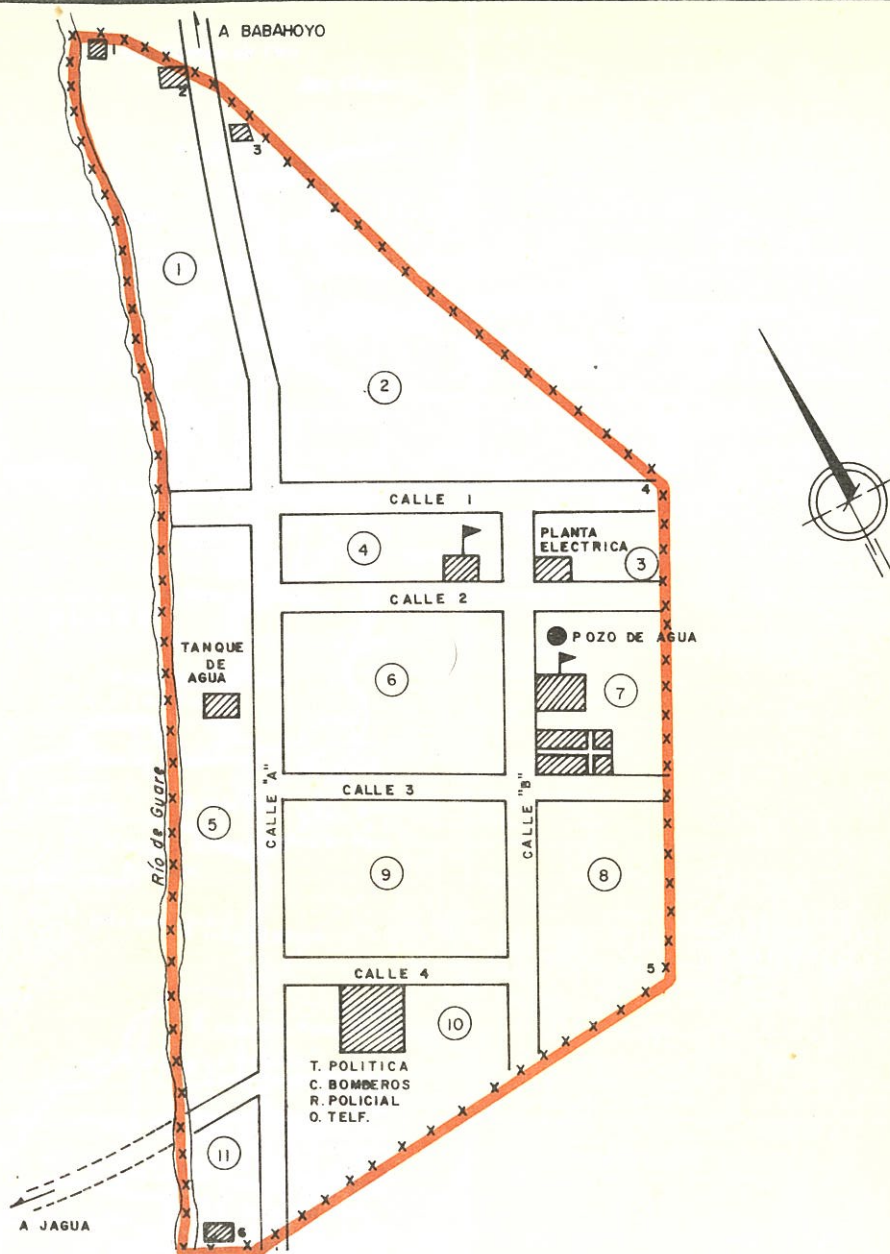 A BABAHOYO
1
2
3
1
2
4
CALLE 1
4
PLANTA
ELECTRICA
3
CALLE 2
POZO DE AGUA
TANQUE
DE
AGUA
6
7
CALLE "A"
CALLE 3
CALLE "B"
Río de Guare
5
9
8
5
CALLE 4
10
T. POLITICA
C. BOMBEROS
R. POLICIAL
O. TELF.
11
6
A JAGUA